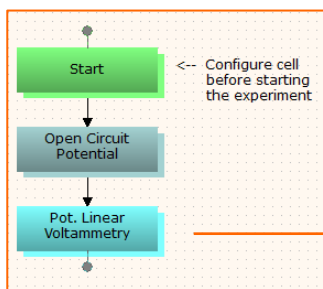 Start
<-- Configure cell
before starting
the experiment
Open Circuit
Potential
Pot. Linear
Voltammetry